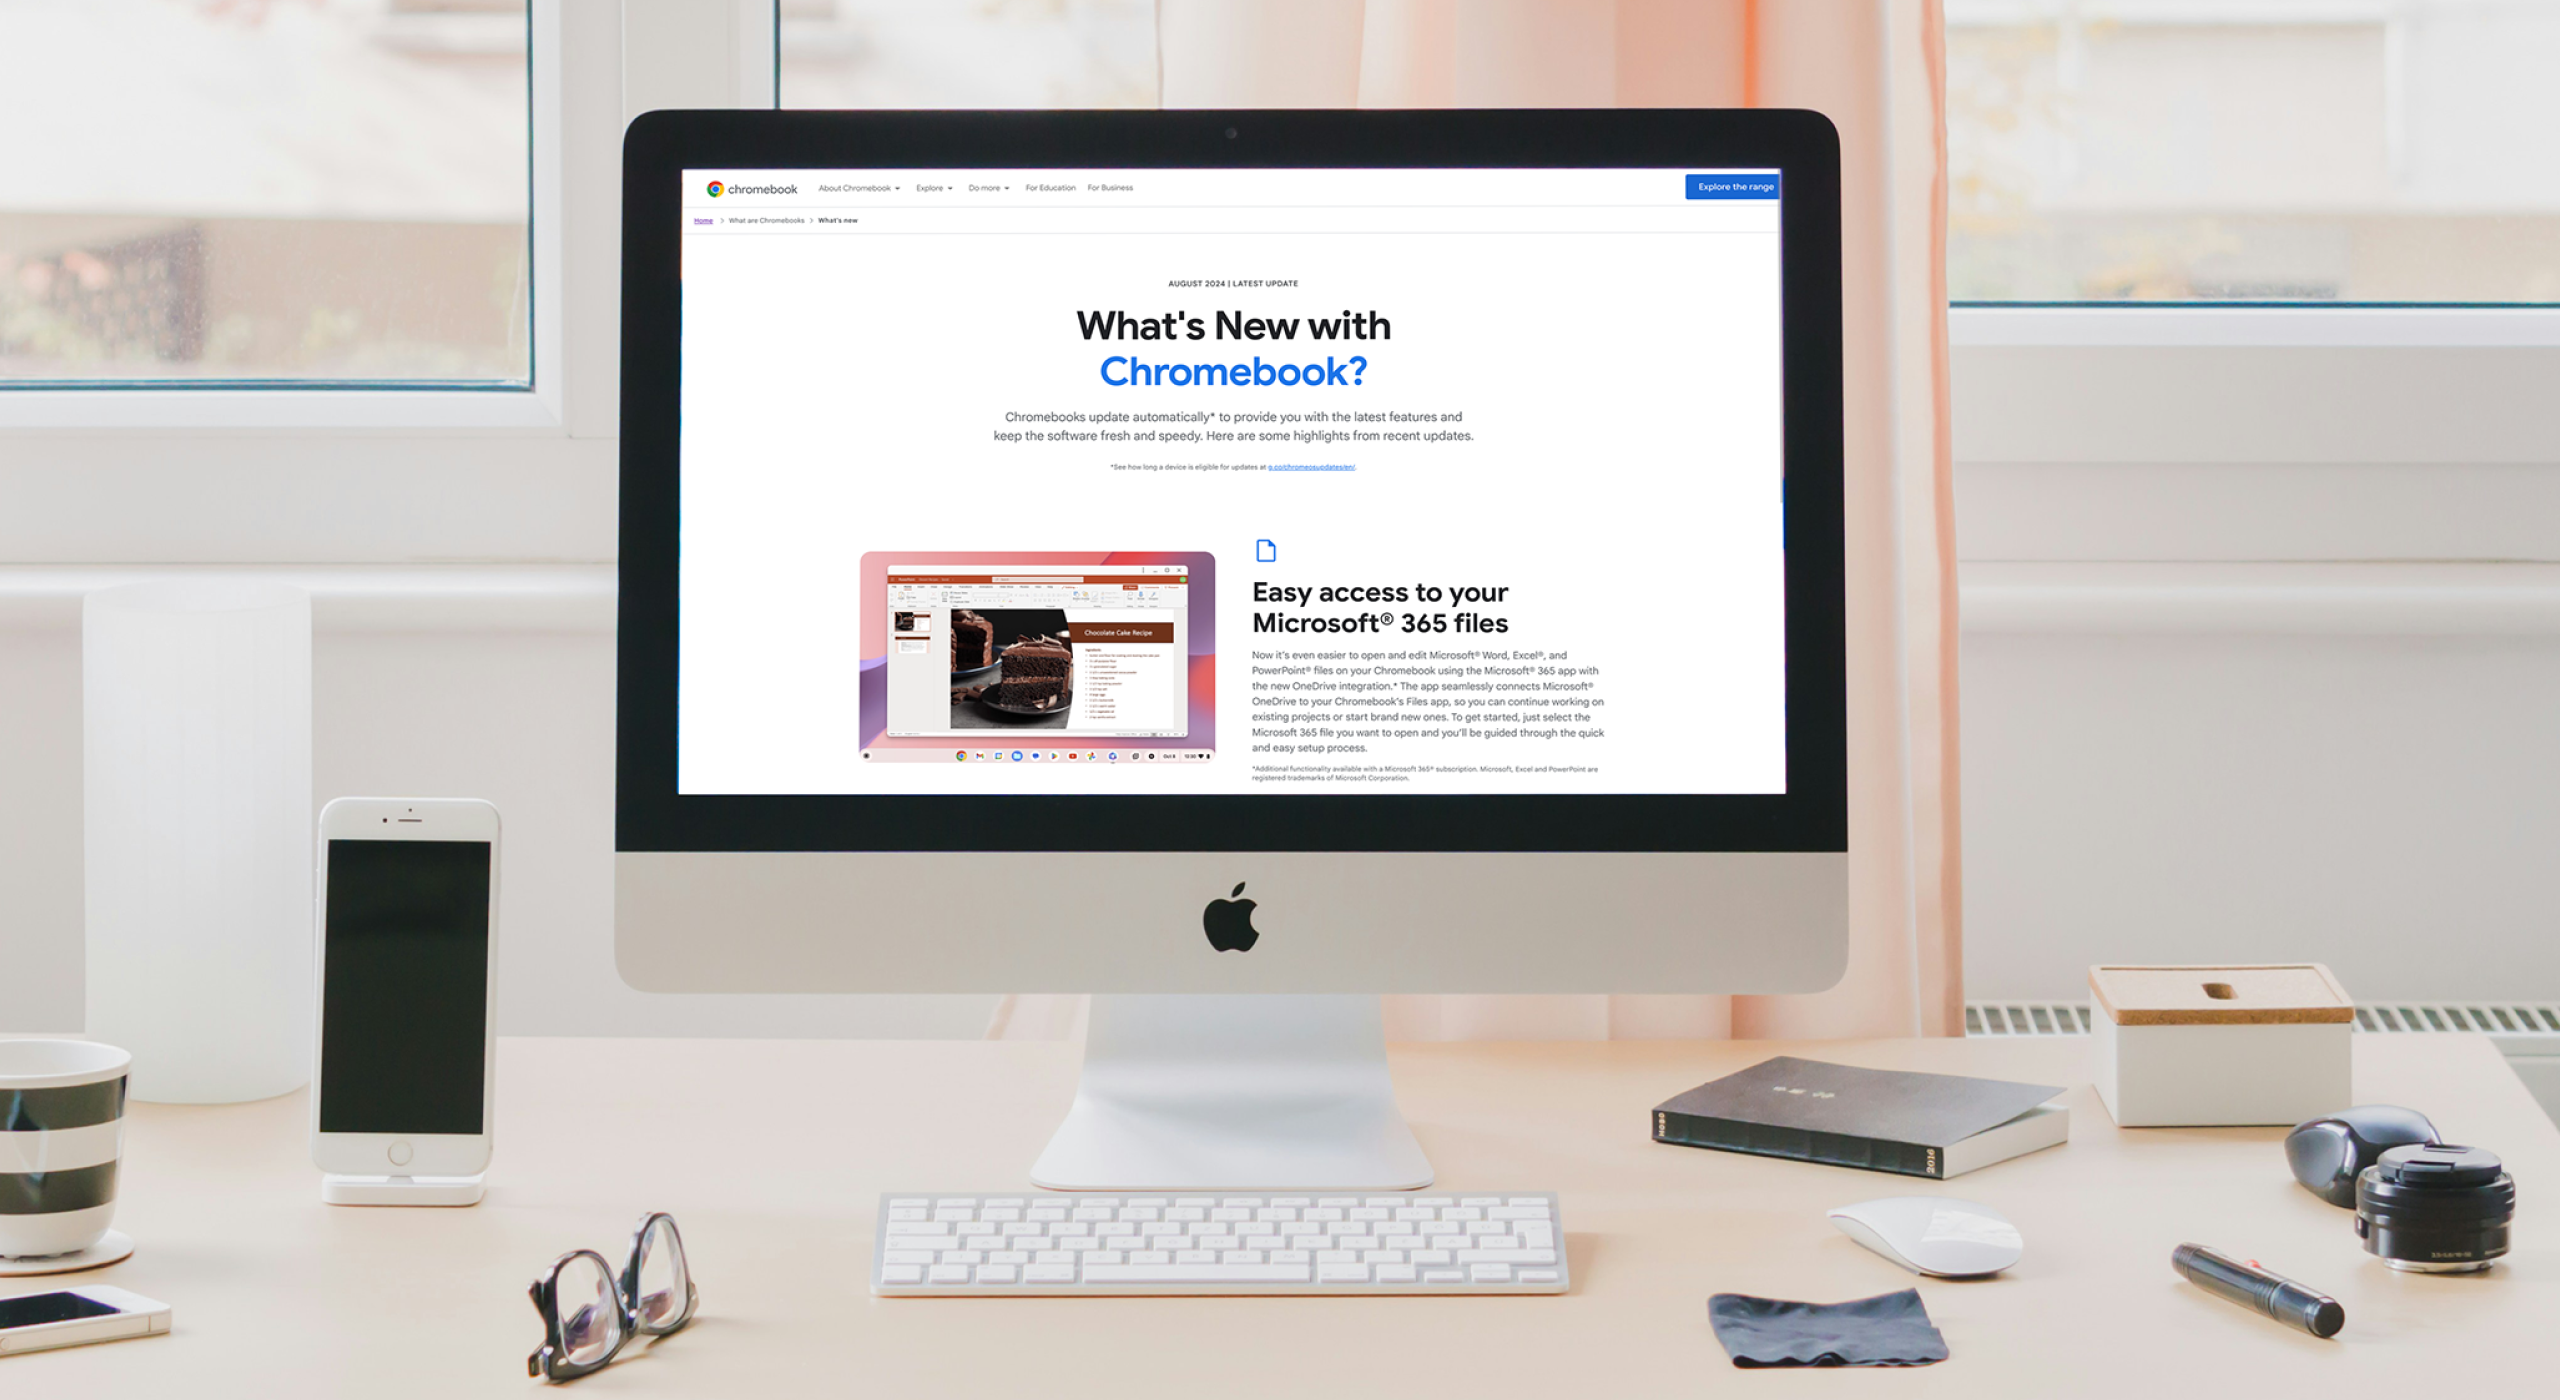 chromebook
About Chromebook
Explore
Do more
For Education
For Business
Explore the range
Home > What are Chromebooks > What's new
AUGUST 2024 | LATEST UPDATE
What's New with
Chromebook?
Chromebooks update automatically* to provide you with the latest features and
keep the software fresh and speedy. Here are some highlights from recent updates.
*See how long a device is eligible for updates at g.co/chromeosupdates/en/.
Chocolate Cake Recipe
Ingredients
Oct 8
12:30
Easy access to your
Microsoft® 365 files
Now it's even easier to open and edit Microsoft® Word, Excel®, and
PowerPoint® files on your Chromebook using the Microsoft® 365 app with
the new OneDrive integration.* The app seamlessly connects Microsoft®
OneDrive to your Chromebook's Files app, so you can continue working on
existing projects or start brand new ones. To get started, just select the
Microsoft 365 file you want to open and you'll be guided through the quick
and easy setup process.
*Additional functionality available with a Microsoft 365® subscription. Microsoft, Excel and PowerPoint are
registered trademarks of Microsoft Corporation.
HOBO
2016